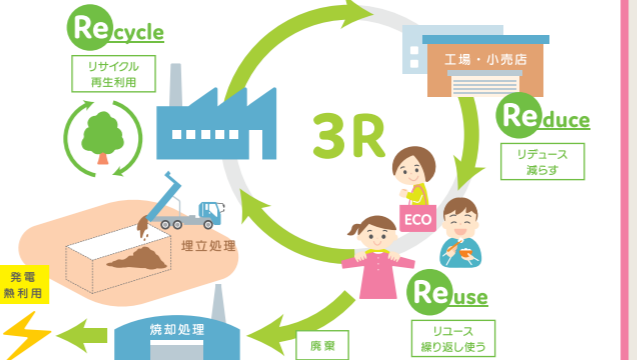 Recycle
リサイクル
再生利用
工場・小売店
3R
Reduce
リデュース
減らす
ECO
埋立処理
発電
熱利用
Reuse
リユース
繰り返し使う
焼却処理
廃棄